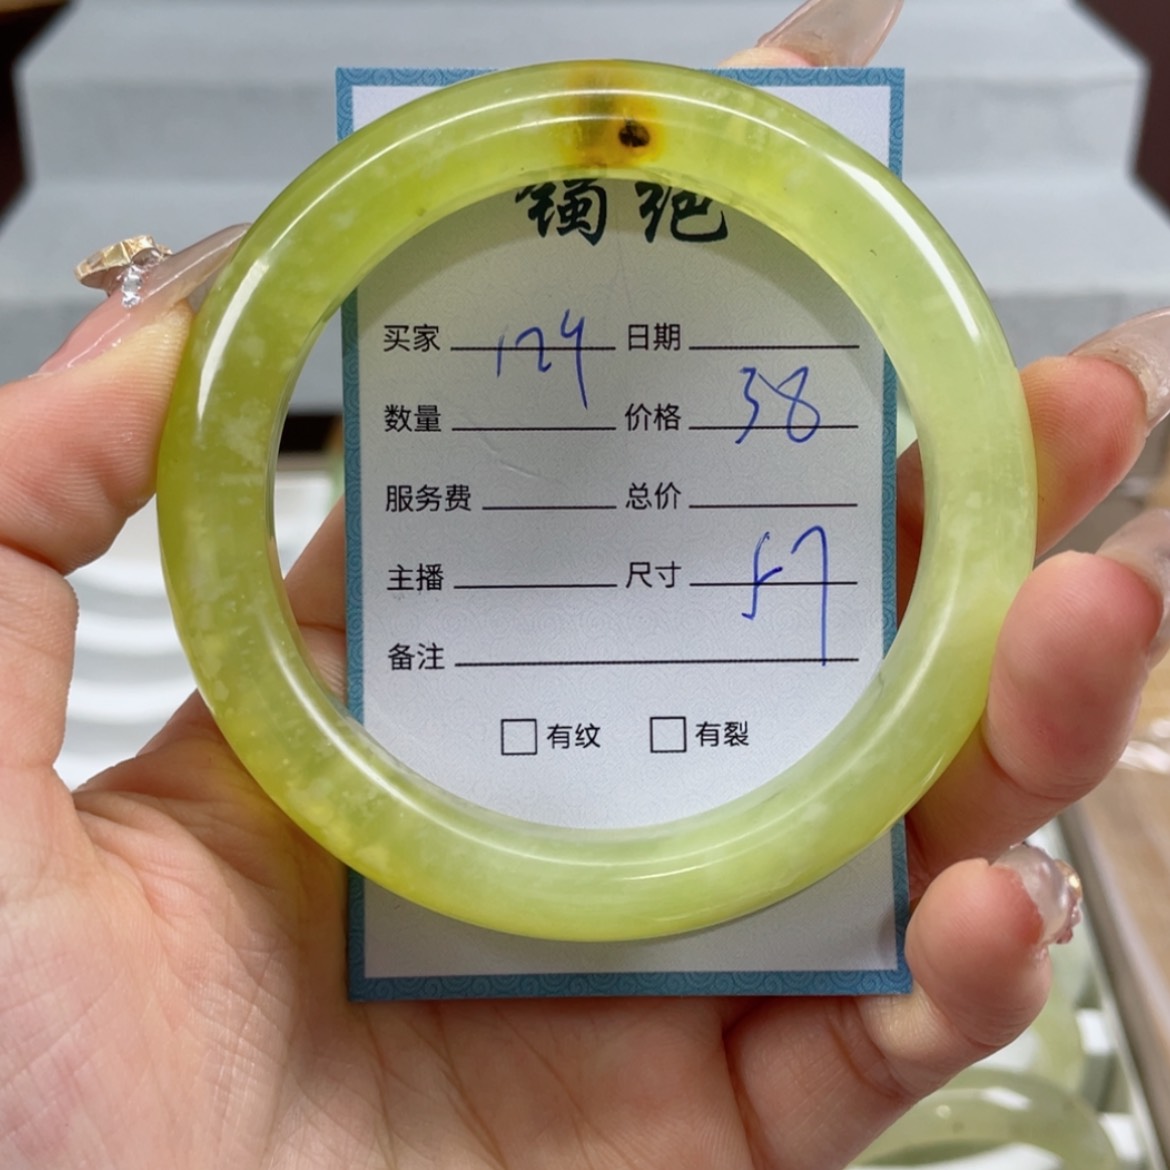 镯
买家 124 日期
数量 价格 38
服务费 总价
主播 尺寸 57
备注
有纹 有裂